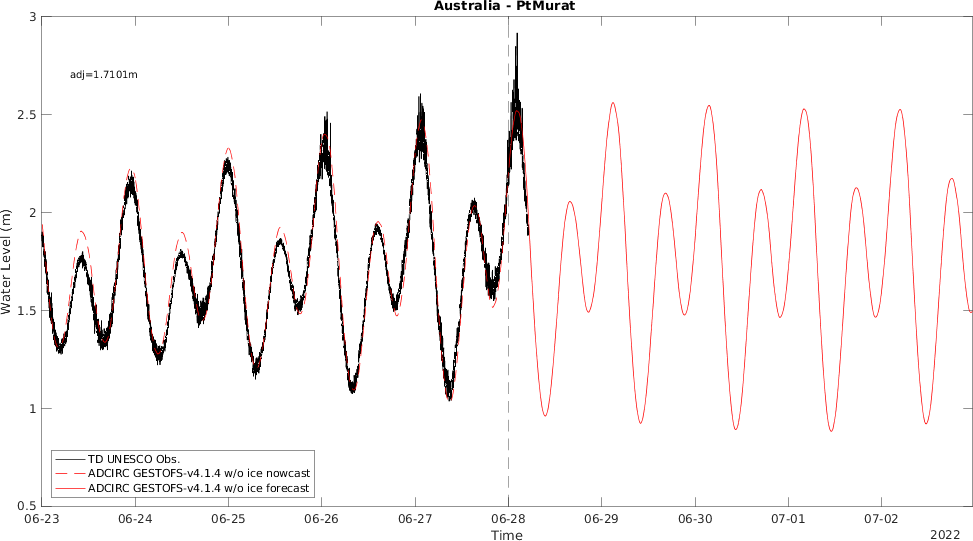 Australia - PtMurat
adj=1.7101m
3
2.5
2
1.5
1
0.5
Water Level (m)
TD UNESCO Obs.
ADCIRC GESTOFS-v4.1.4 w/o ice nowcast
ADCIRC GESTOFS-v4.1.4 w/o ice forecast
06-23 06-24 06-25 06-26 06-27 06-28 06-29 06-30 07-01 07-02
Time
2022